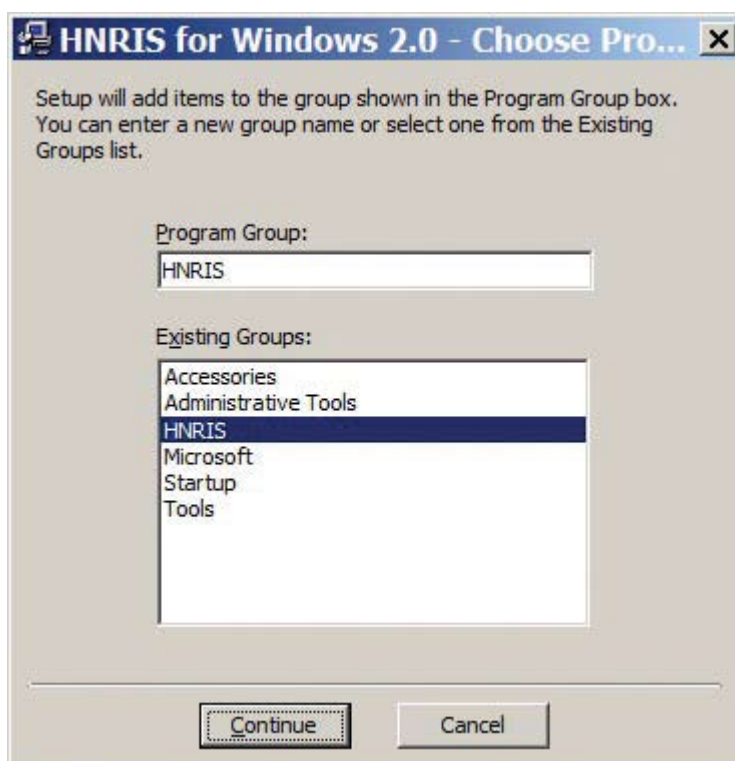 HNRIS for Windows 2.0 - Choose Pro...
Setup will add items to the group shown in the Program Group box.
You can enter a new group name or select one from the Existing
Groups list.
Program Group:
HNRIS
Existing Groups:
Accessories
Administrative Tools
HNRIS
Microsoft
Startup
Tools
Continue
Cancel